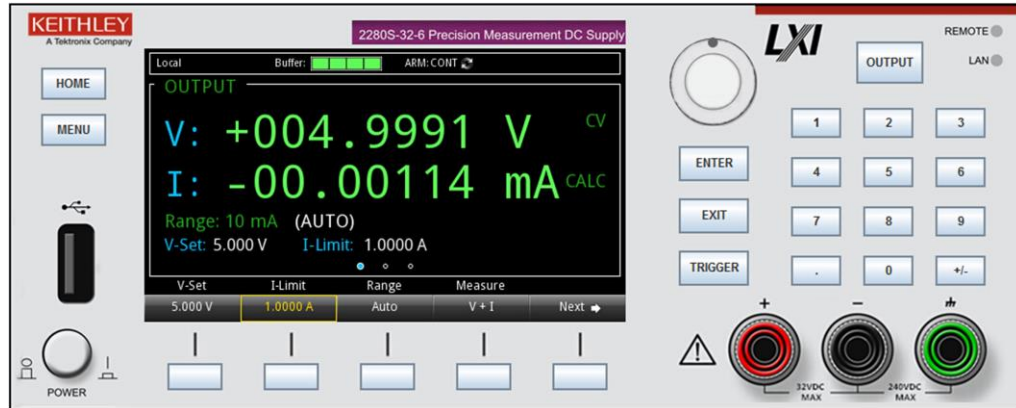 KEITHLEY
A Tektronix Company
2280S-32-6 Precision Measurement DC Supply
LXI
REMOTE
LAN
OUTPUT
HOME
MENU
Local Buffer: ARM:CONT
OUTPUT
V: +004.9991 V CV
I: -00.00114 mA CALC
Range: 10 mA (AUTO)
V-Set: 5.000 V I-Limit: 1.0000 A
V-Set I-Limit Range Measure
5.000 V 1.0000 A Auto V + I Next
ENTER
EXIT
TRIGGER
1 2 3
4 5 6
7 8 9
. 0 +/-
POWER
+ −
32VDC MAX
240VDC MAX